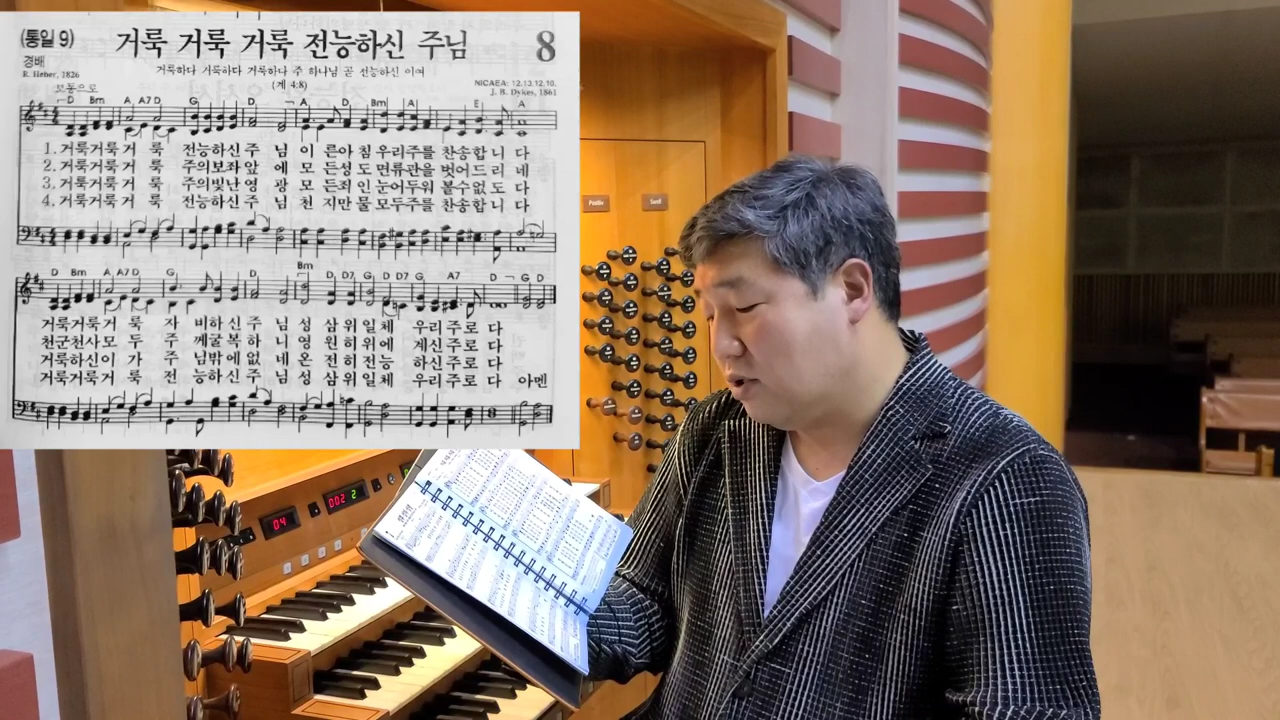 (통일 9)
거룩 거룩 거룩 전능하신 주님
8
경배
R. Heber, 1826
거룩하다 거룩하다 거룩하다 주 하나님 곧 전능하신 이여
(계 4:8)
NICAEA: 12.13.12.10.
J. B. Dykes, 1861
보통으로
D Bm A A7 D G D A D Bm A E A
1. 거룩거룩거 룩 전능하신주 님 이 른아 침 우리주를 찬송합니 다
2. 거룩거룩거 룩 주의보좌앞 에 모 든성도 면류관을 벗어드리 네
3. 거룩거룩거 룩 주의빛난영 광 모 든죄인 눈어두워 볼수없도 다
4. 거룩거룩거 룩 전능하신주 님 천 지만물 모두주를 찬송합니 다
Bm
D Bm A A7 D G D D D7 G D D7 G A7 D G D
거룩거룩거 룩 자 비하신주 님 성 삼위일체 우리주로 다
천군천사모 두 주 께굴복하 니 영 원히위에 계신주로 다
거룩하신이 가 주 님밖에없 네 온 전히전능 하신주로 다
거룩거룩거 룩 전 능하신주 님 성 삼위일체 우리주로 다 아멘
Positiv
Swell
04
002 2